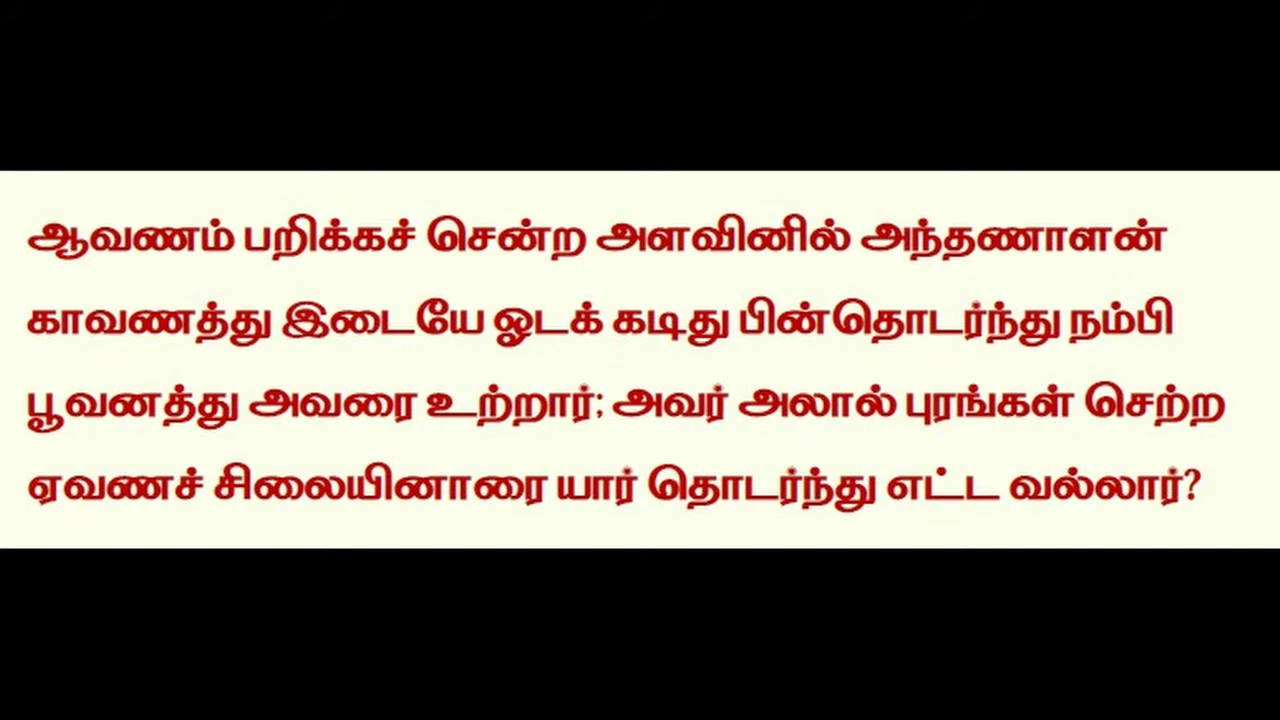 ஆவணம் பறிக்கச் சென்ற அளவினில் அந்தணாளன்
காவணத்து இடையே ஓடக் கடிது பின்தொடர்ந்து நம்பி
பூவனத்து அவரை உற்றார்; அவர் அலால் புரங்கள் செற்ற
ஏவணச் சிலையினாரை யார் தொடர்ந்து எட்ட வல்லார்?